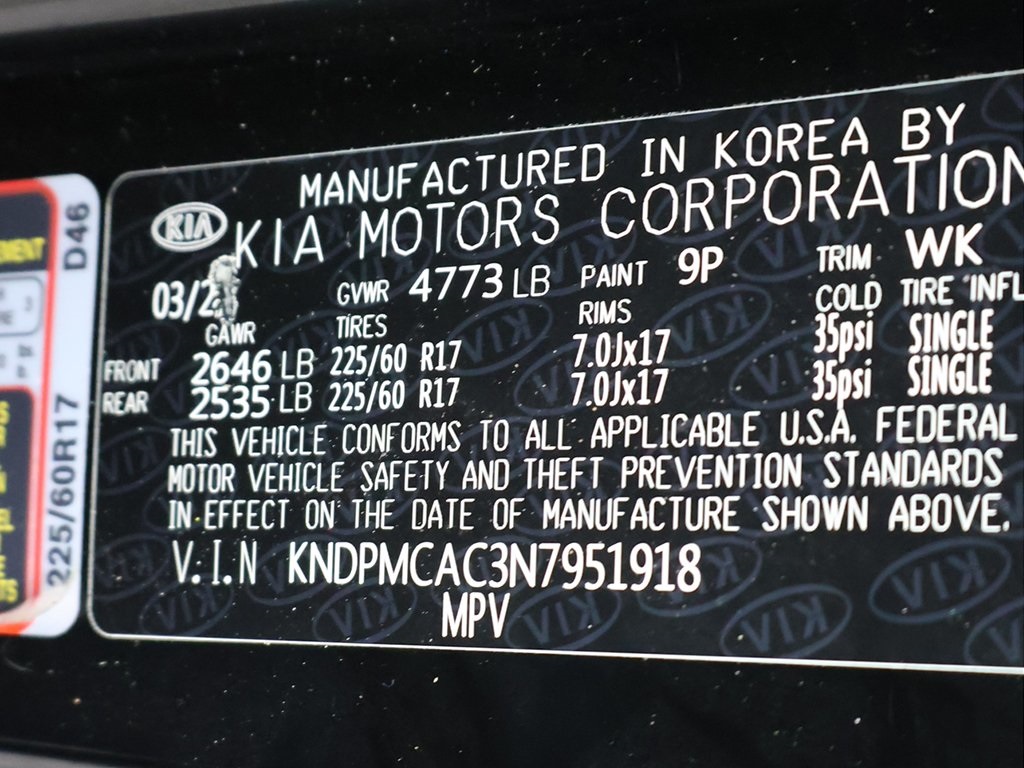 MANUFACTURED IN KOREA BY
KIA KIA MOTORS CORPORATION
03/2 GVWR 4773 LB PAINT 9P TRIM WK
GAWR TIRES RIMS COLD TIRE INFL
FRONT 2646 LB 225/60 R17 7.0Jx17 35psi SINGLE
REAR 2535 LB 225/60 R17 7.0Jx17 35psi SINGLE
THIS VEHICLE CONFORMS TO ALL APPLICABLE U.S.A. FEDERAL
MOTOR VEHICLE SAFETY AND THEFT PREVENTION STANDARDS
IN EFFECT ON THE DATE OF MANUFACTURE SHOWN ABOVE.
V.I.N KNDPMCAC3N7951918
MPV
225/60R17 D46